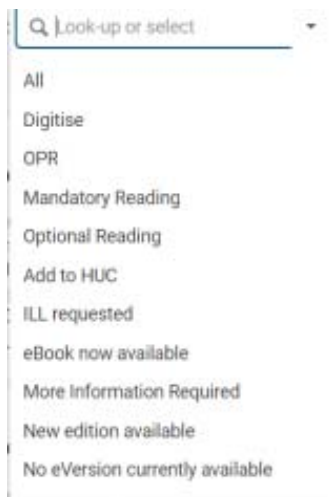 Look-up or select
All
Digitise
OPR
Mandatory Reading
Optional Reading
Add to HUC
ILL requested
eBook now available
More Information Required
New edition available
No eVersion currently available